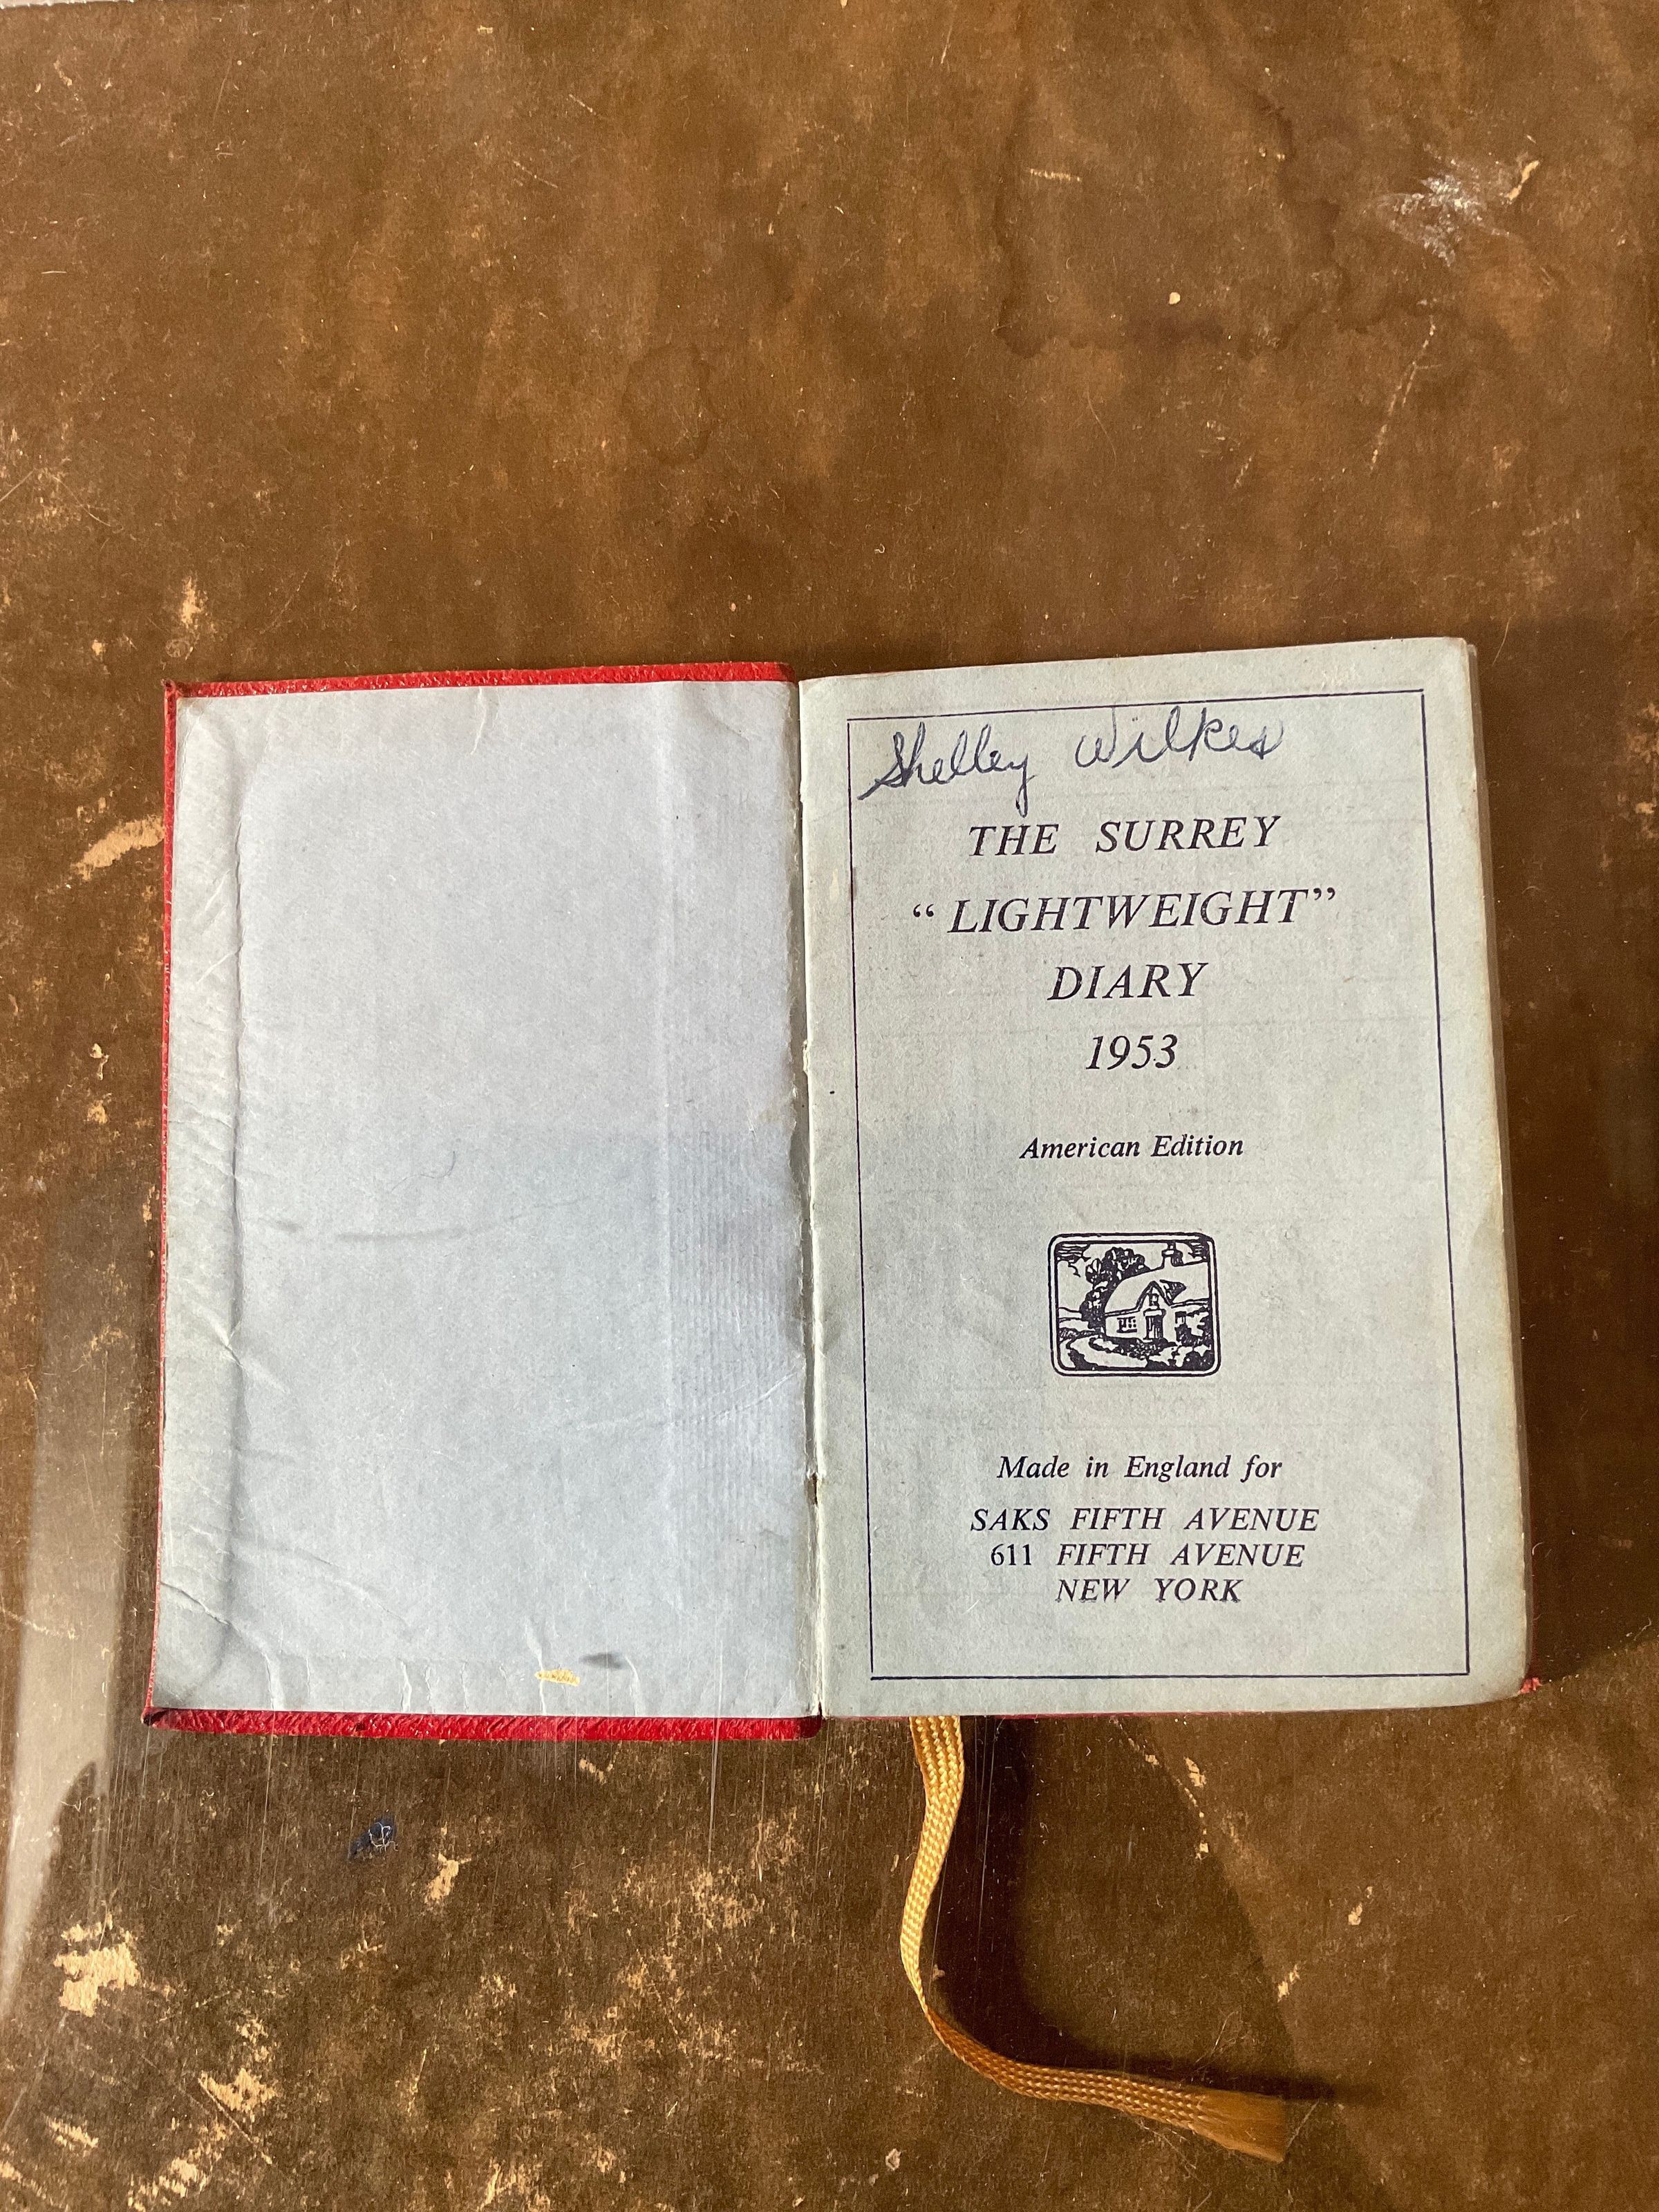 Shelley Wilkes
THE SURREY
“LIGHTWEIGHT”
DIARY
1953
American Edition
Made in England for
SAKS FIFTH AVENUE
611 FIFTH AVENUE
NEW YORK